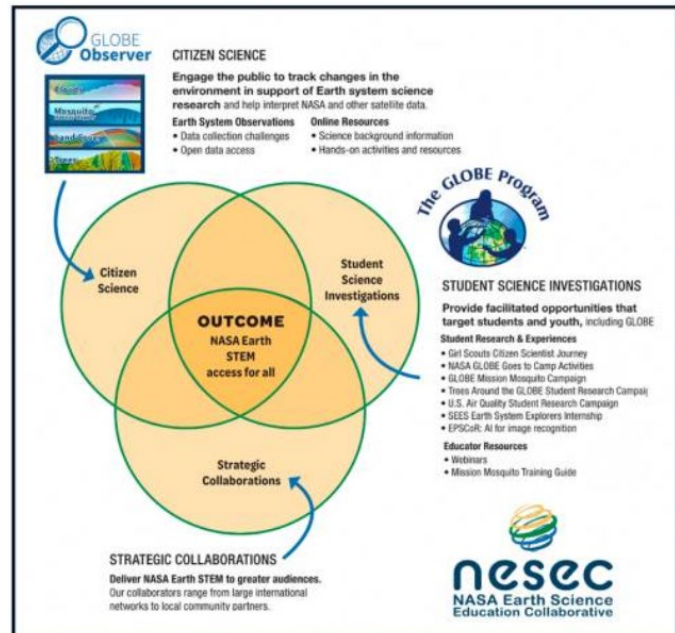 GLOBE
Observer
Clouds
Mosquito
Land Cover
Trees
CITIZEN SCIENCE
Engage the public to track changes in the
environment in support of Earth system science
research and help interpret NASA and other satellite data.
Earth System Observations
• Data collection challenges
• Open data access
Online Resources
• Science background information
• Hands-on activities and resources
The GLOBE Program
Citizen
Science
Student
Science
Investigations
OUTCOME
NASA Earth
STEM
access for all
Strategic
Collaborations
STUDENT SCIENCE INVESTIGATIONS
Provide facilitated opportunities that
target students and youth, including GLOBE
Student Research & Experiences
• Girl Scouts Citizen Scientist Journey
• NASA GLOBE Goes to Camp Activities
• GLOBE Mission Mosquito Campaign
• Trees Around the GLOBE Student Research Campaig
• U.S. Air Quality Student Research Campaign
• SEES Earth System Explorers Internship
• EPSCoR: AI for image recognition
Educator Resources
• Webinars
• Mission Mosquito Training Guide
STRATEGIC COLLABORATIONS
Deliver NASA Earth STEM to greater audiences.
Our collaborators range from large international
networks to local community partners.
nesec
NASA Earth Science
Education Collaborative